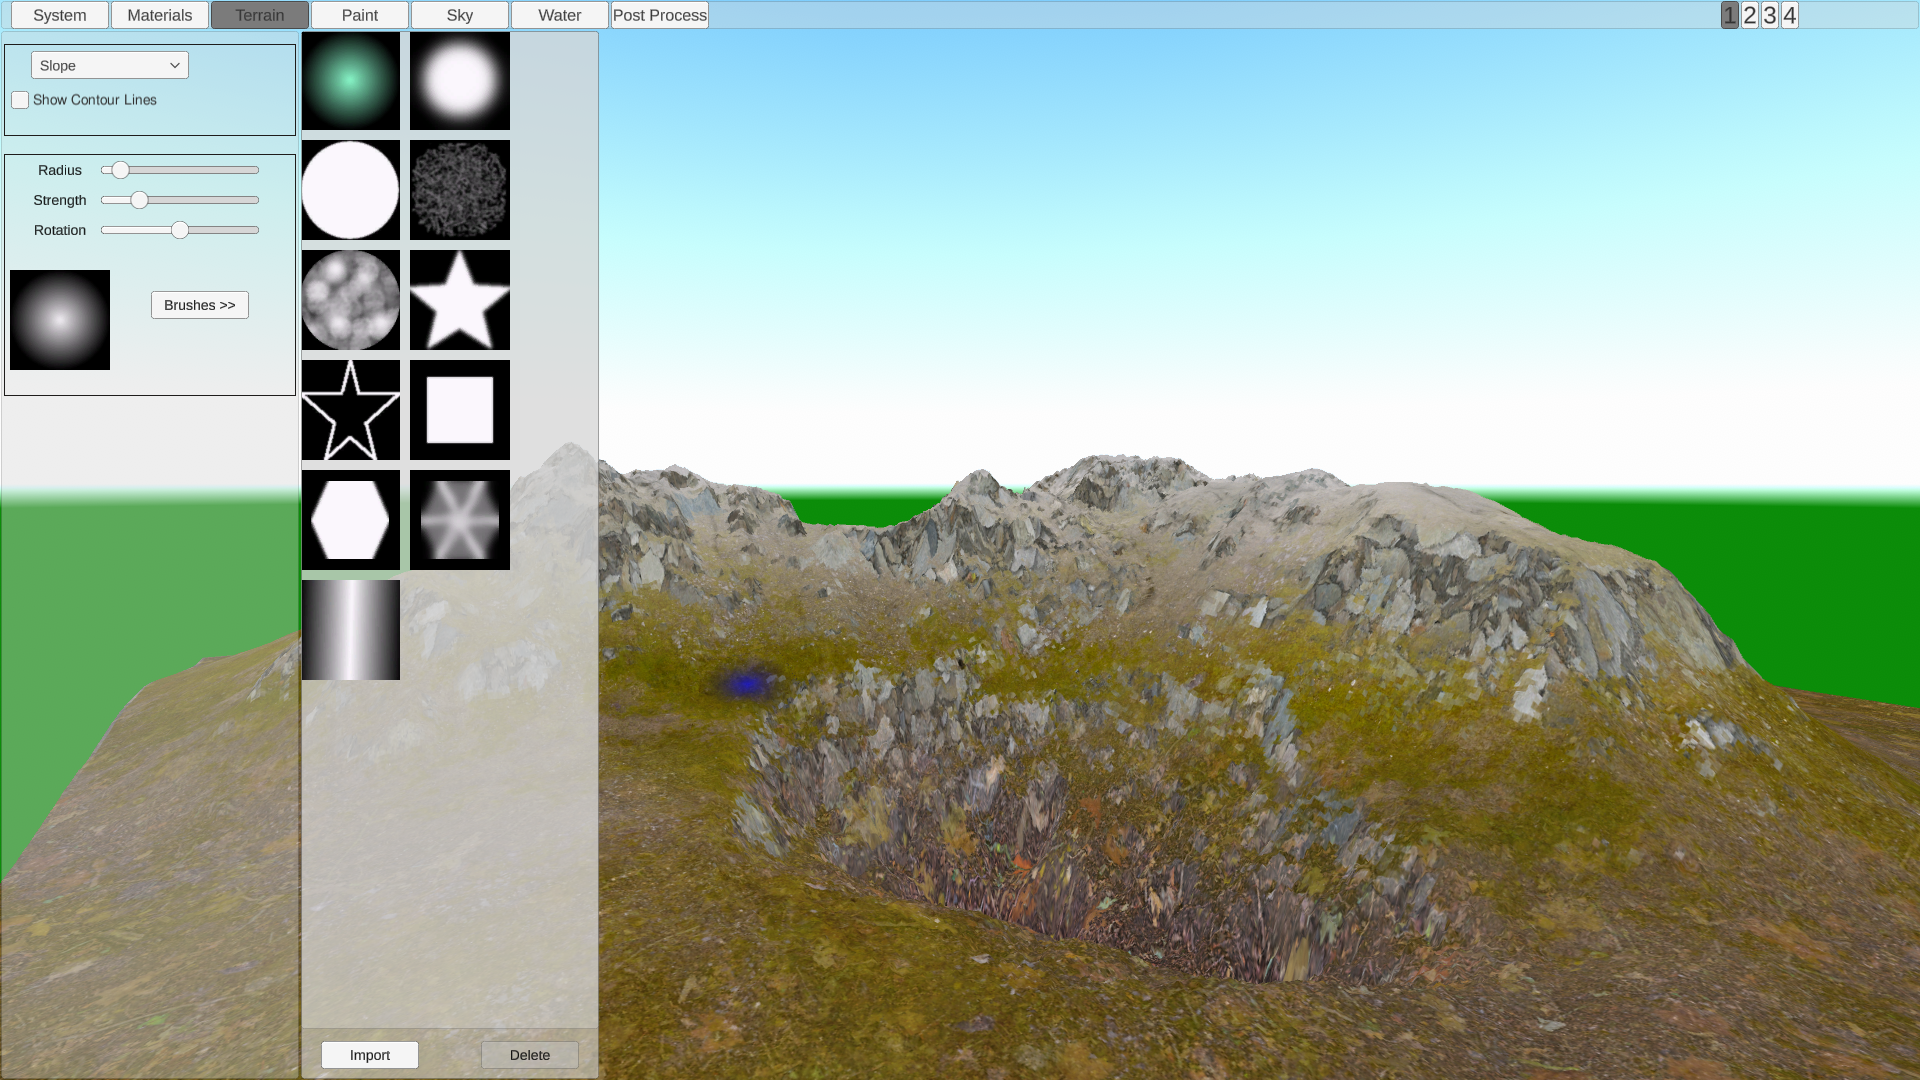 System Materials Terrain Paint Sky Water Post Process 1 2 3 4
Slope
Show Contour Lines
Radius
Strength
Rotation
Brushes >>
Import Delete